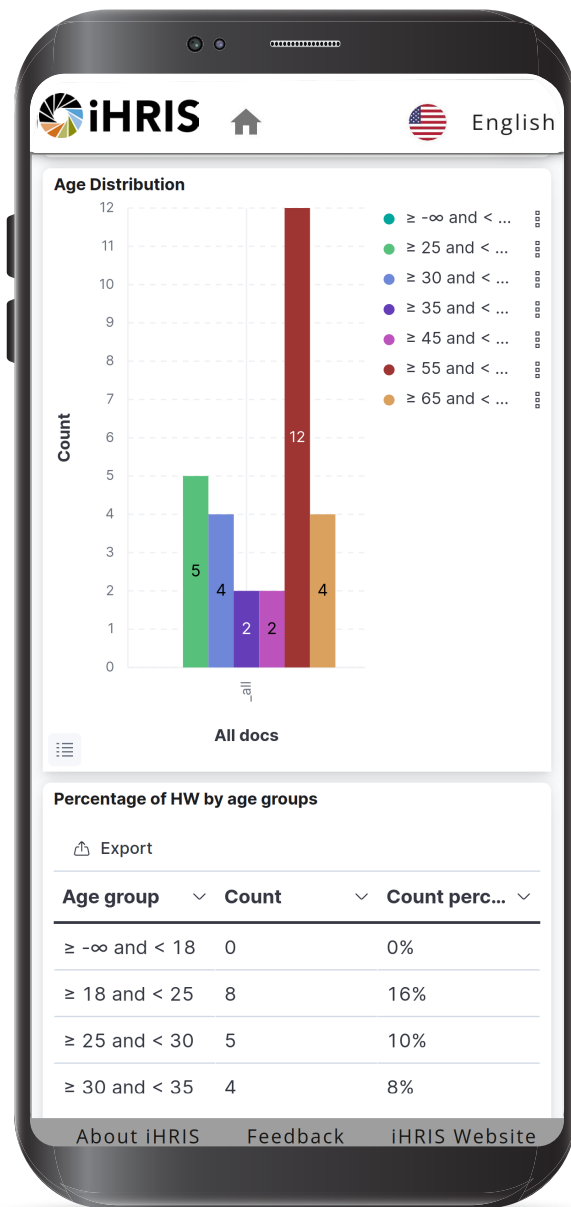 iHRIS
English
Age Distribution
12
11
10
9
8
7
6
5
4
3
2
1
0
Count
5
4
2
2
12
4
_all
All docs
≥ -∞ and < ...
≥ 25 and < ...
≥ 30 and < ...
≥ 35 and < ...
≥ 45 and < ...
≥ 55 and < ...
≥ 65 and < ...
Percentage of HW by age groups
Export
Age group Count Count perc...
≥ -∞ and < 18 0 0%
≥ 18 and < 25 8 16%
≥ 25 and < 30 5 10%
≥ 30 and < 35 4 8%
About iHRIS Feedback iHRIS Website